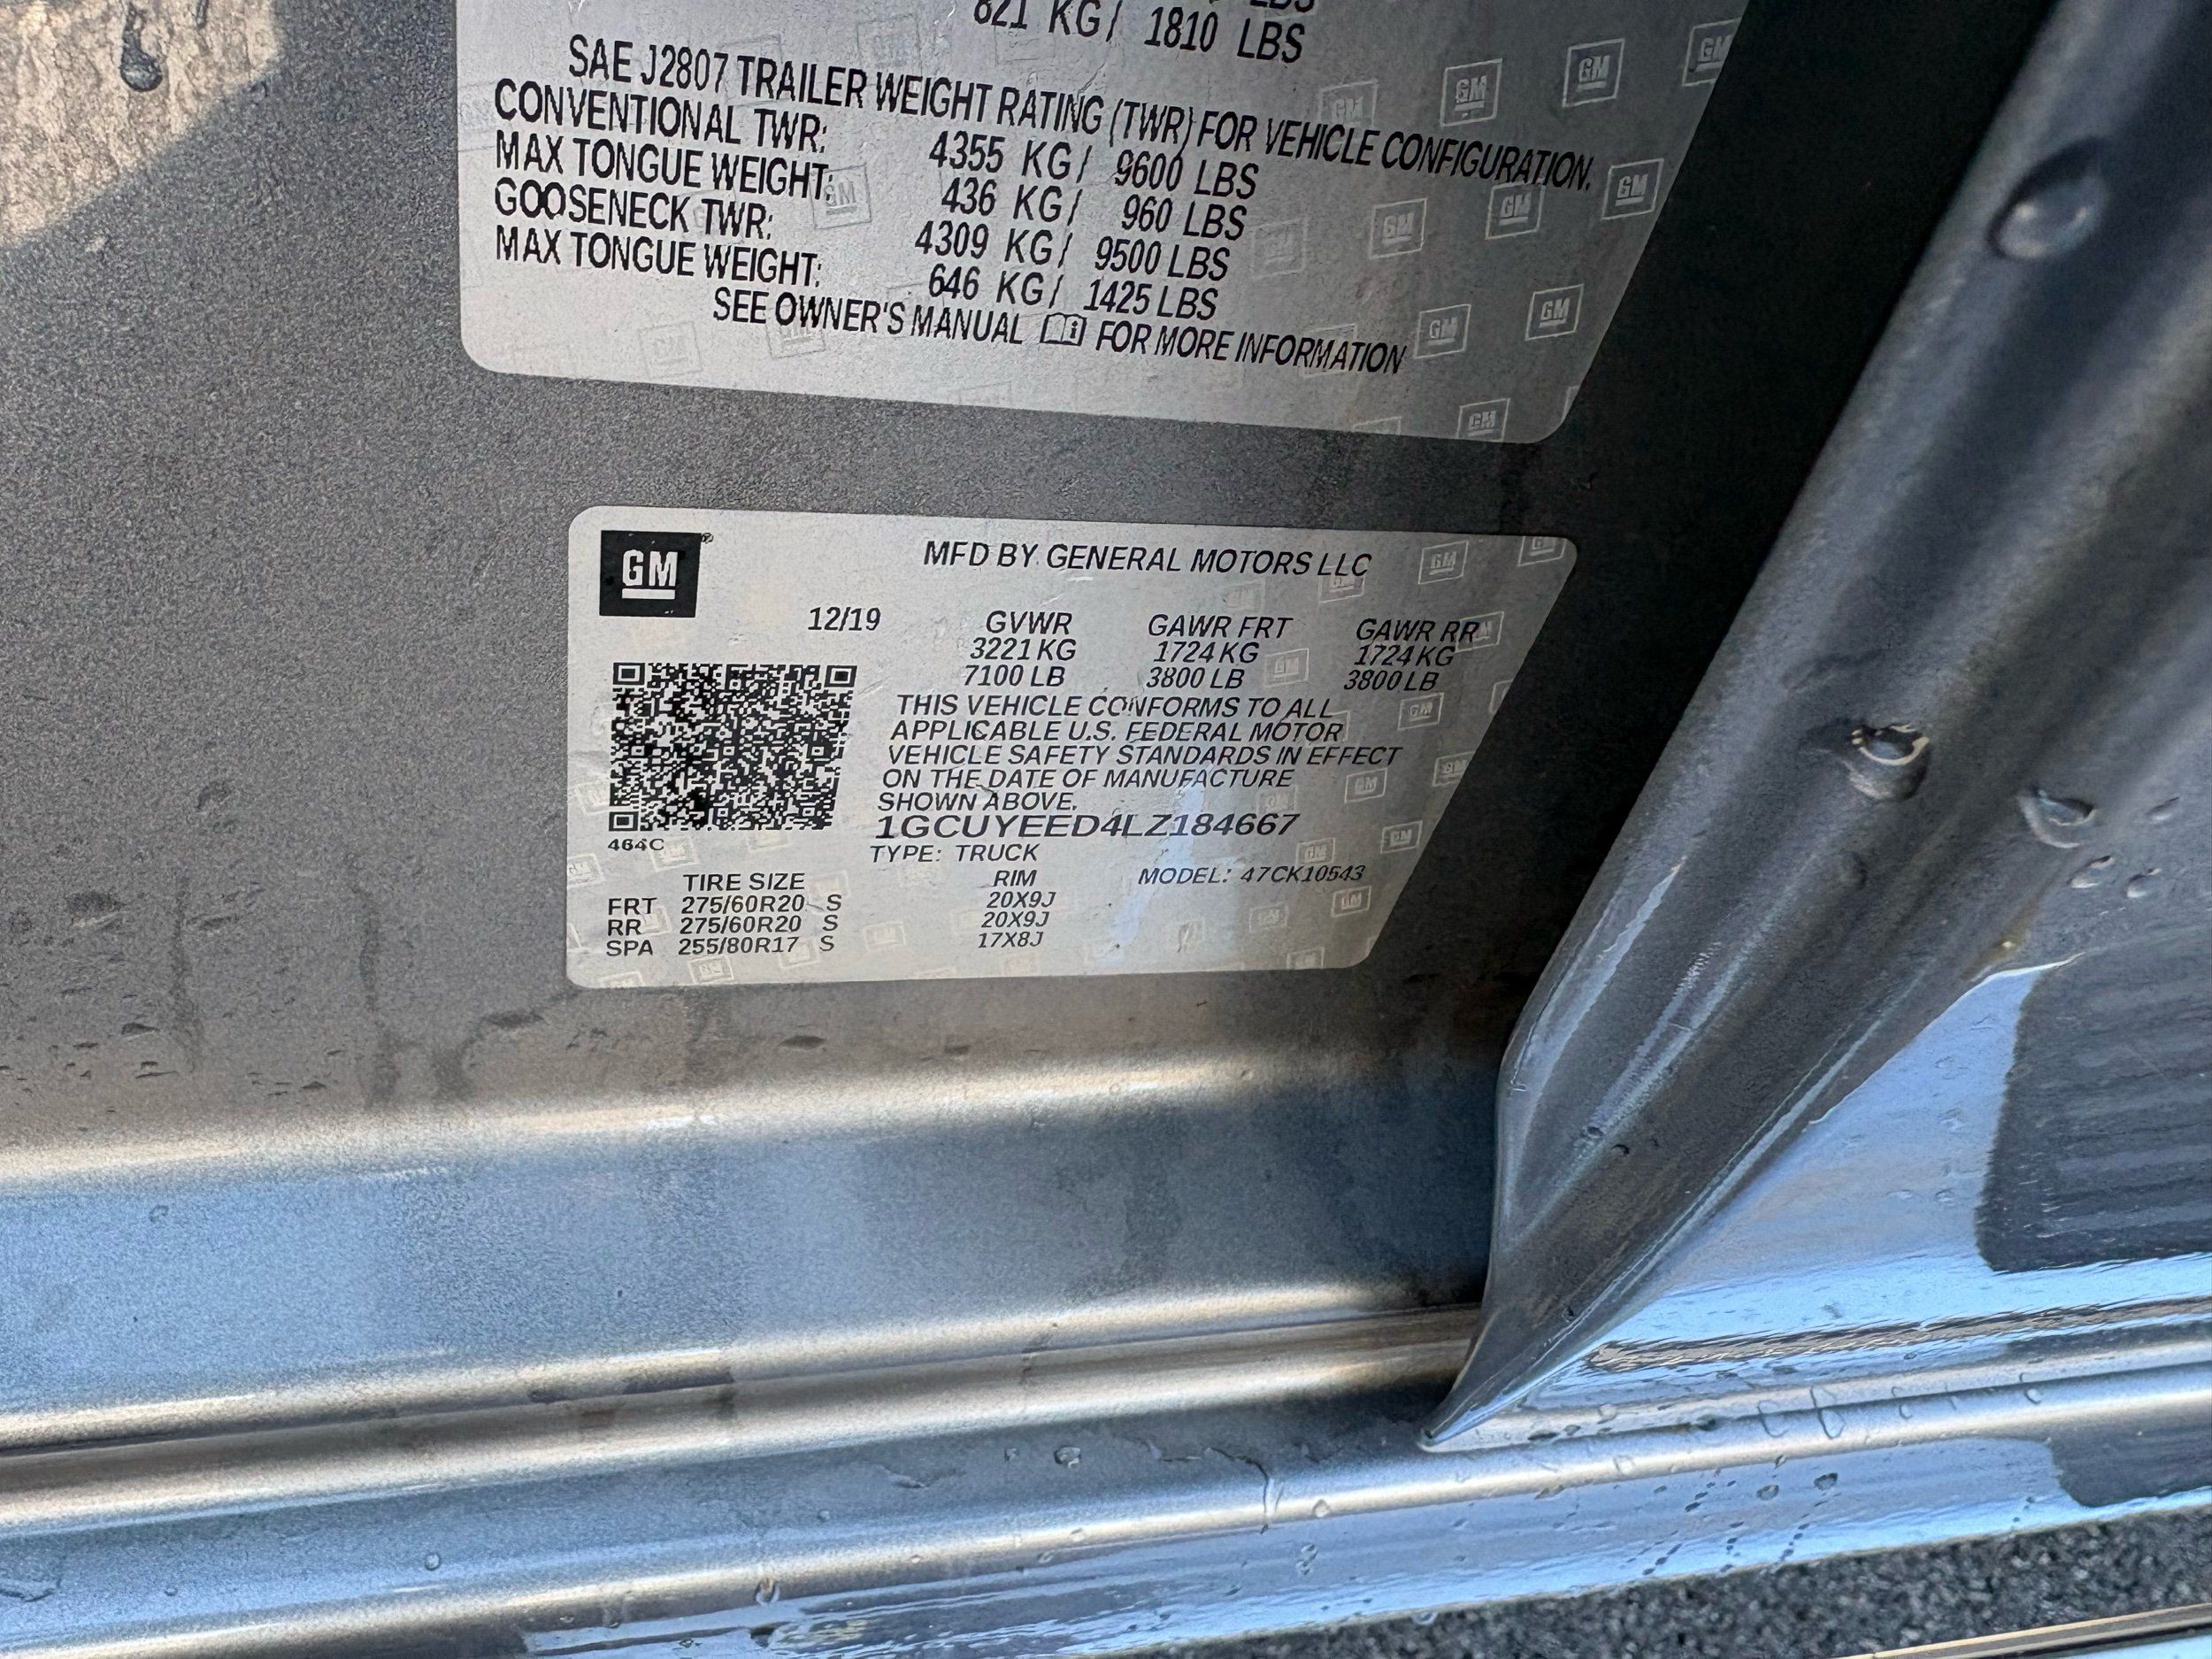 821 KG / 1810 LBS
SAE J2807 TRAILER WEIGHT RATING (TWR) FOR VEHICLE CONFIGURATION.
CONVENTIONAL TWR: 4355 KG / 9600 LBS
MAX TONGUE WEIGHT: 436 KG / 960 LBS
GOOSENECK TWR: 4309 KG / 9500 LBS
MAX TONGUE WEIGHT: 646 KG / 1425 LBS
SEE OWNER'S MANUAL FOR MORE INFORMATION
GM®
MFD BY GENERAL MOTORS LLC
12/19 GVWR GAWR FRT GAWR RR
3221 KG 1724 KG 1724 KG
7100 LB 3800 LB 3800 LB
THIS VEHICLE CONFORMS TO ALL
APPLICABLE U.S. FEDERAL MOTOR
VEHICLE SAFETY STANDARDS IN EFFECT
ON THE DATE OF MANUFACTURE
SHOWN ABOVE.
1GCUYEED4LZ184667
464C
TYPE: TRUCK
TIRE SIZE RIM MODEL: 47CK10543
FRT 275/60R20 S 20X9J
RR 275/60R20 S 20X9J
SPA 255/80R17 S 17X8J